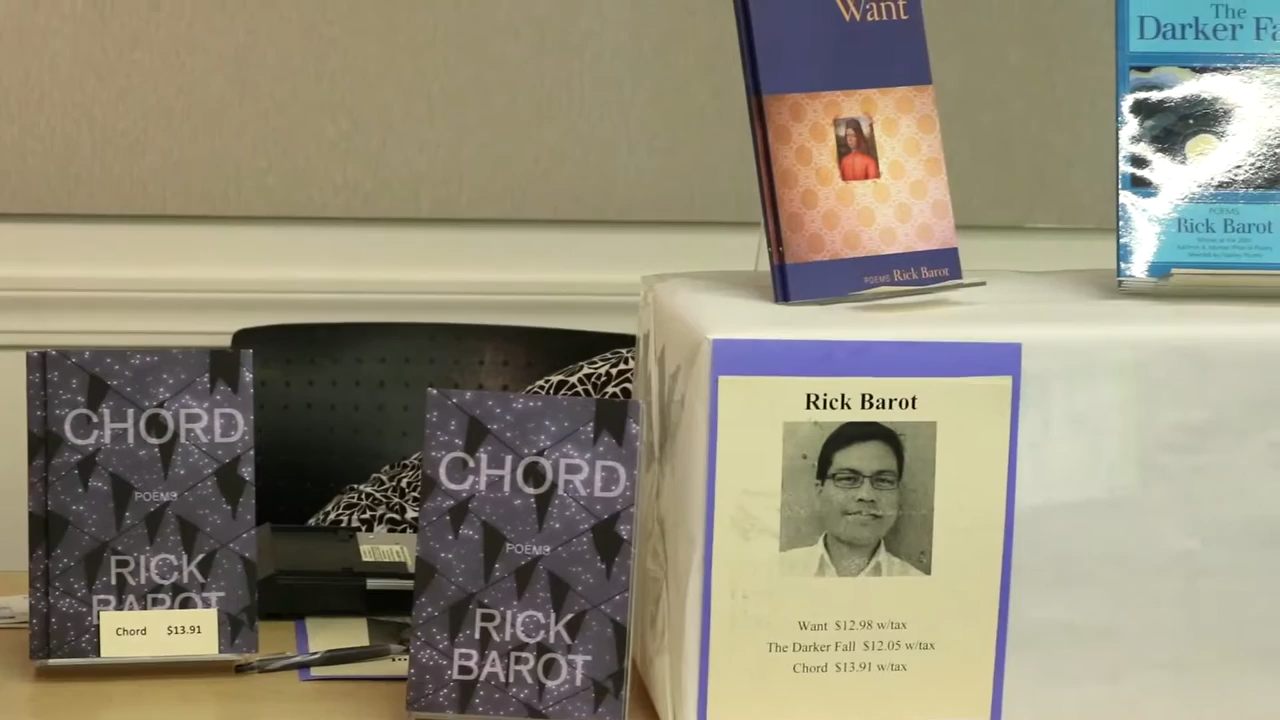 CHORD
POEMS
RICK
BAROT
Chord $13.91
CHORD
POEMS
RICK
BAROT
Want
POEMS Rick Barot
The
Darker Fa
POEMS
Rick Barot
Rick Barot
Want $12.98 w/tax
The Darker Fall $12.05 w/tax
Chord $13.91 w/tax